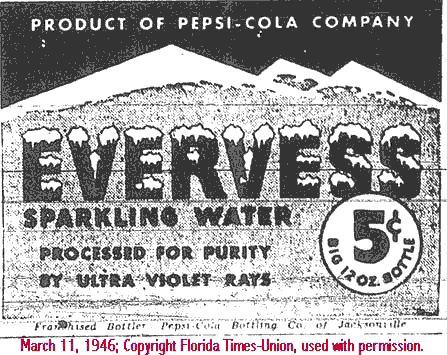 PRODUCT OF PEPSI-COLA COMPANY
EVERVESS
SPARKLING WATER
PROCESSED FOR PURITY
BY ULTRA VIOLET RAYS
5¢
BIG 12 OZ. BOTTLE
Franchised Bottler: Pepsi-Cola Bottling Co. of Jacksonville
March 11, 1946; Copyright Florida Times-Union, used with permission.